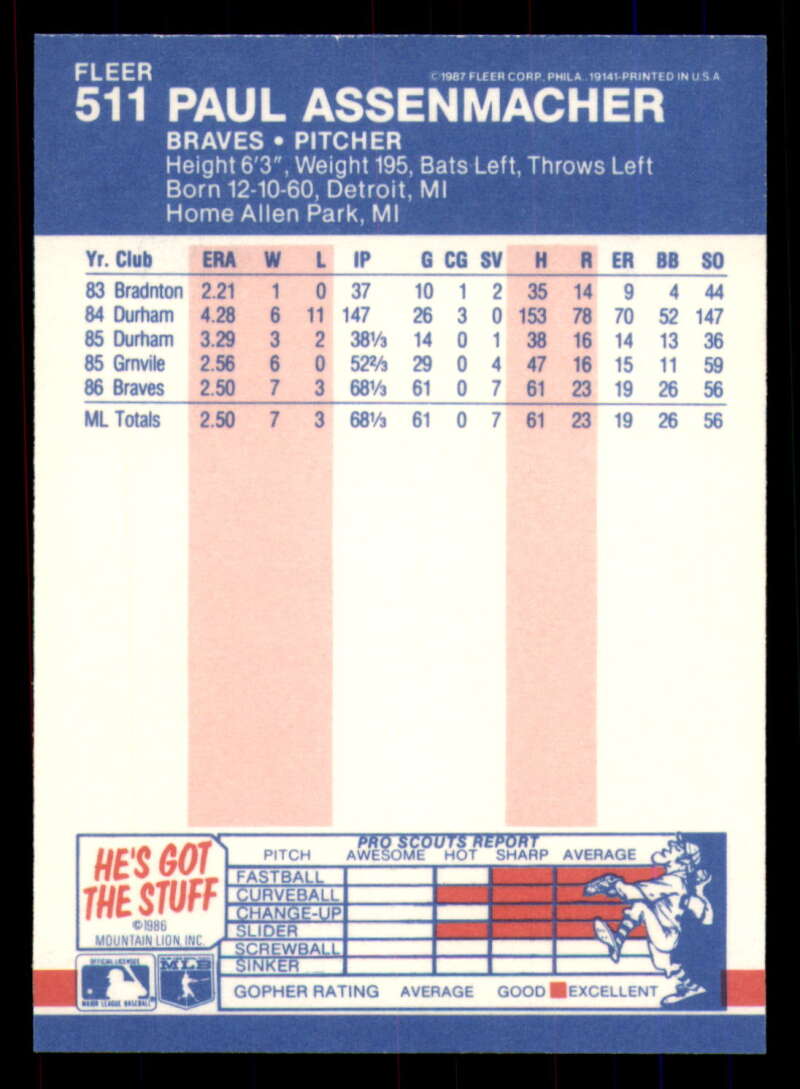 FLEER
©1987 FLEER CORP., PHILA., 19141-PRINTED IN U.S.A.
511 PAUL ASSENMACHER
BRAVES • PITCHER
Height 6'3", Weight 195, Bats Left, Throws Left
Born 12-10-60, Detroit, MI
Home Allen Park, MI
Yr. Club ERA W L IP G CG SV H R ER BB SO
83 Bradnton 2.21 1 0 37 10 1 2 35 14 9 4 44
84 Durham 4.28 6 11 147 26 3 0 153 78 70 52 147
85 Durham 3.29 3 2 38⅓ 14 0 1 38 16 14 13 36
85 Grnvile 2.56 6 0 52⅔ 29 0 4 47 16 15 11 59
86 Braves 2.50 7 3 68⅓ 61 0 7 61 23 19 26 56
ML Totals 2.50 7 3 68⅓ 61 0 7 61 23 19 26 56
HE'S GOT
THE STUFF
©1986
MOUNTAIN LION, INC.
PRO SCOUTS REPORT
PITCH AWESOME HOT SHARP AVERAGE
FASTBALL
CURVEBALL
CHANGE-UP
SLIDER
SCREWBALL
SINKER
GOPHER RATING AVERAGE GOOD EXCELLENT
OFFICIAL LICENSEE
MAJOR LEAGUE BASEBALL
MLB